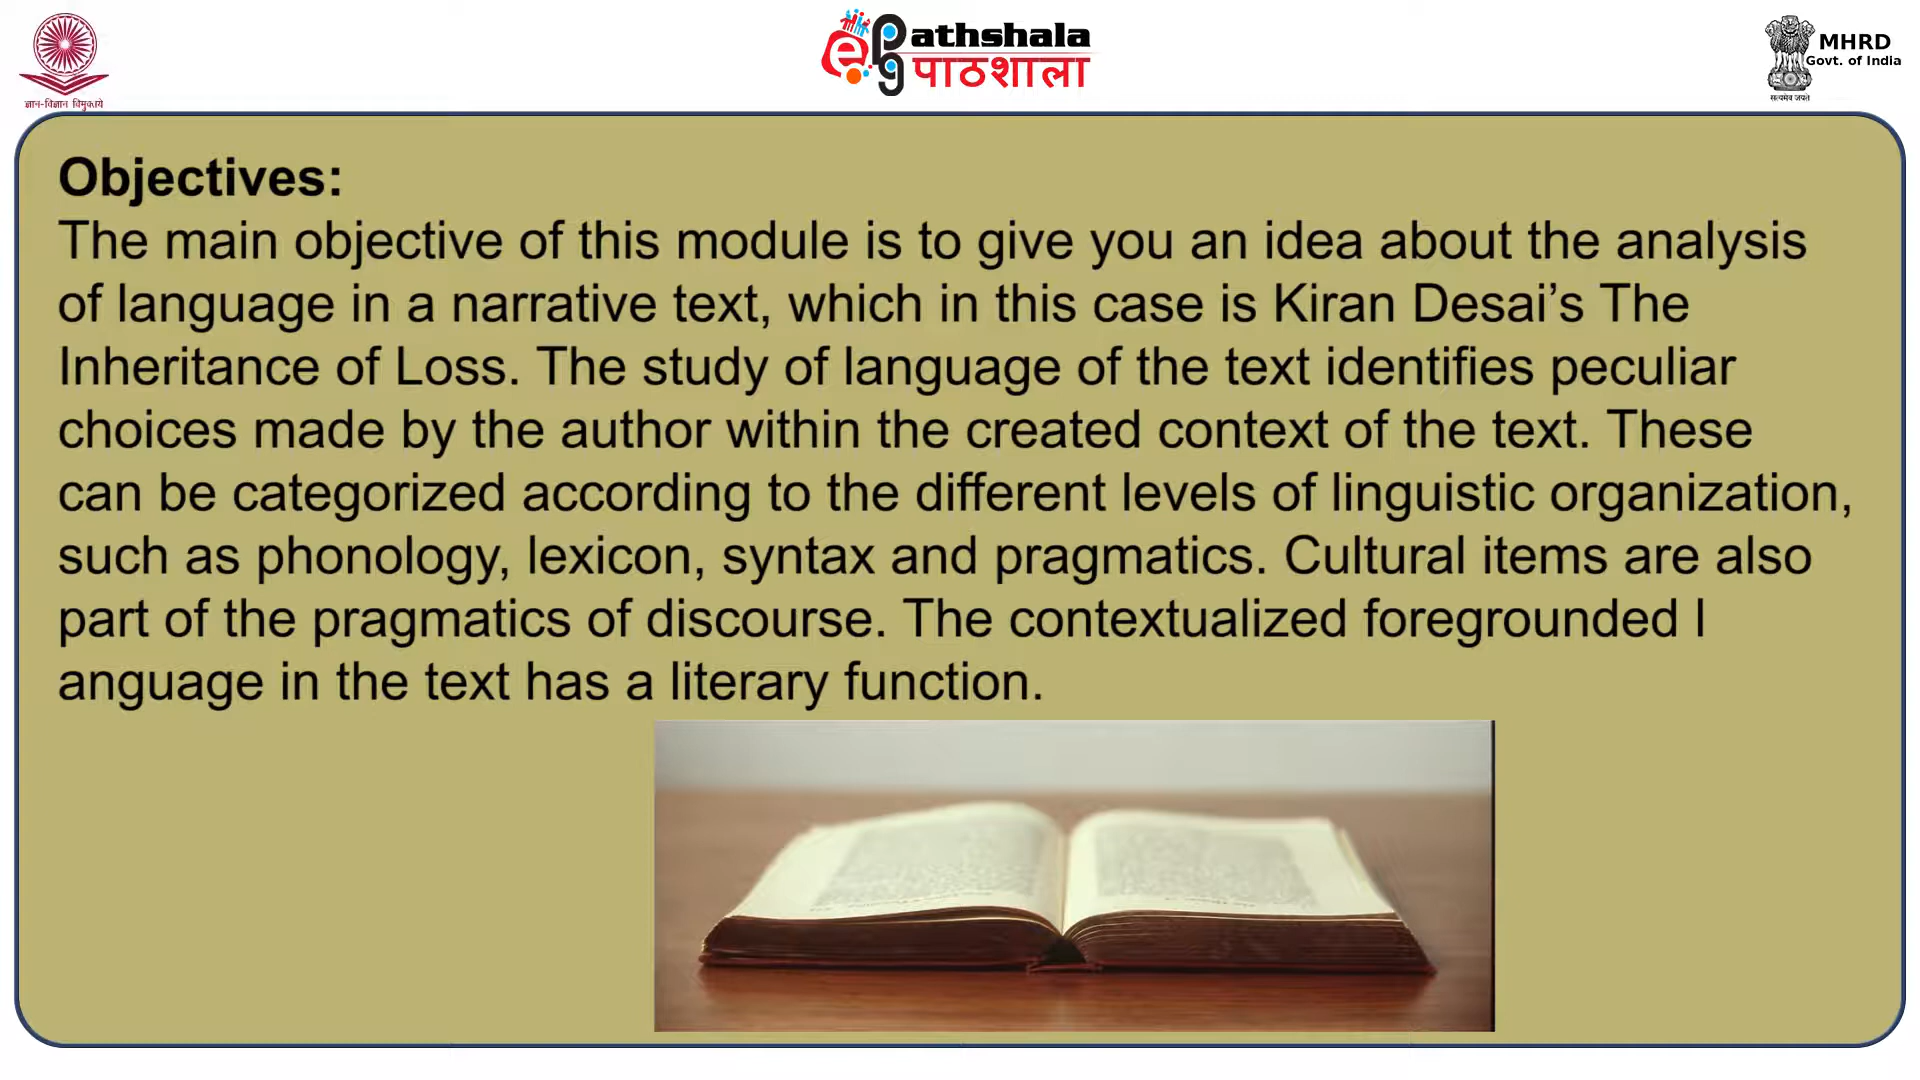 ज्ञान-विज्ञान विमुक्तये
ePGathshala
पाठशाला
MHRD
Govt. of India
सत्यमेव जयते
Objectives:
The main objective of this module is to give you an idea about the analysis
of language in a narrative text, which in this case is Kiran Desai’s The
Inheritance of Loss. The study of language of the text identifies peculiar
choices made by the author within the created context of the text. These
can be categorized according to the different levels of linguistic organization,
such as phonology, lexicon, syntax and pragmatics. Cultural items are also
part of the pragmatics of discourse. The contextualized foregrounded l
anguage in the text has a literary function.